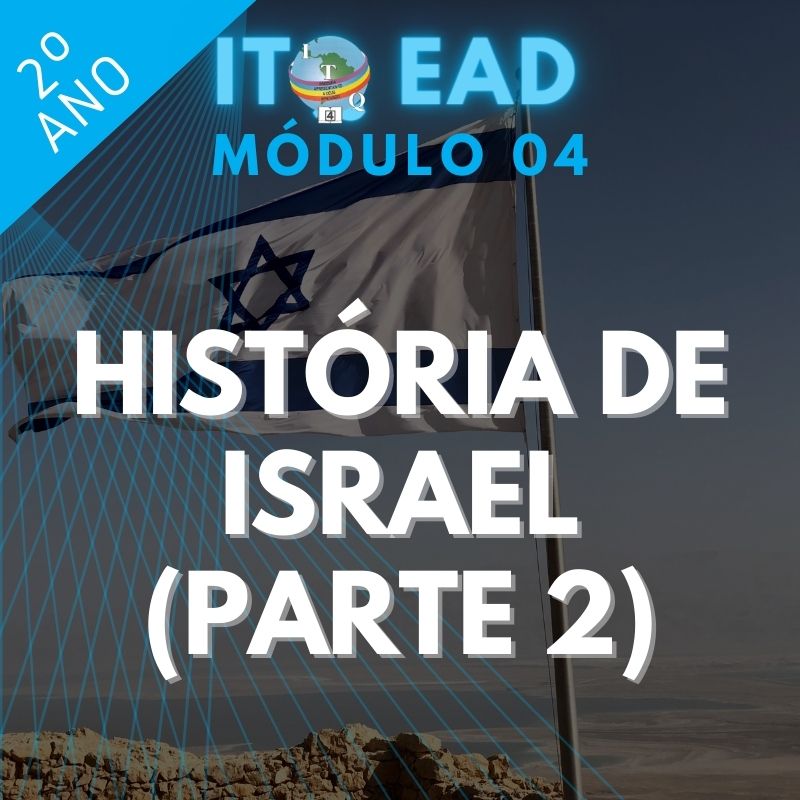 2º
ANO
ITQ EAD
I
T
Q
MÓDULO 04
HISTÓRIA DE
ISRAEL
(PARTE 2)